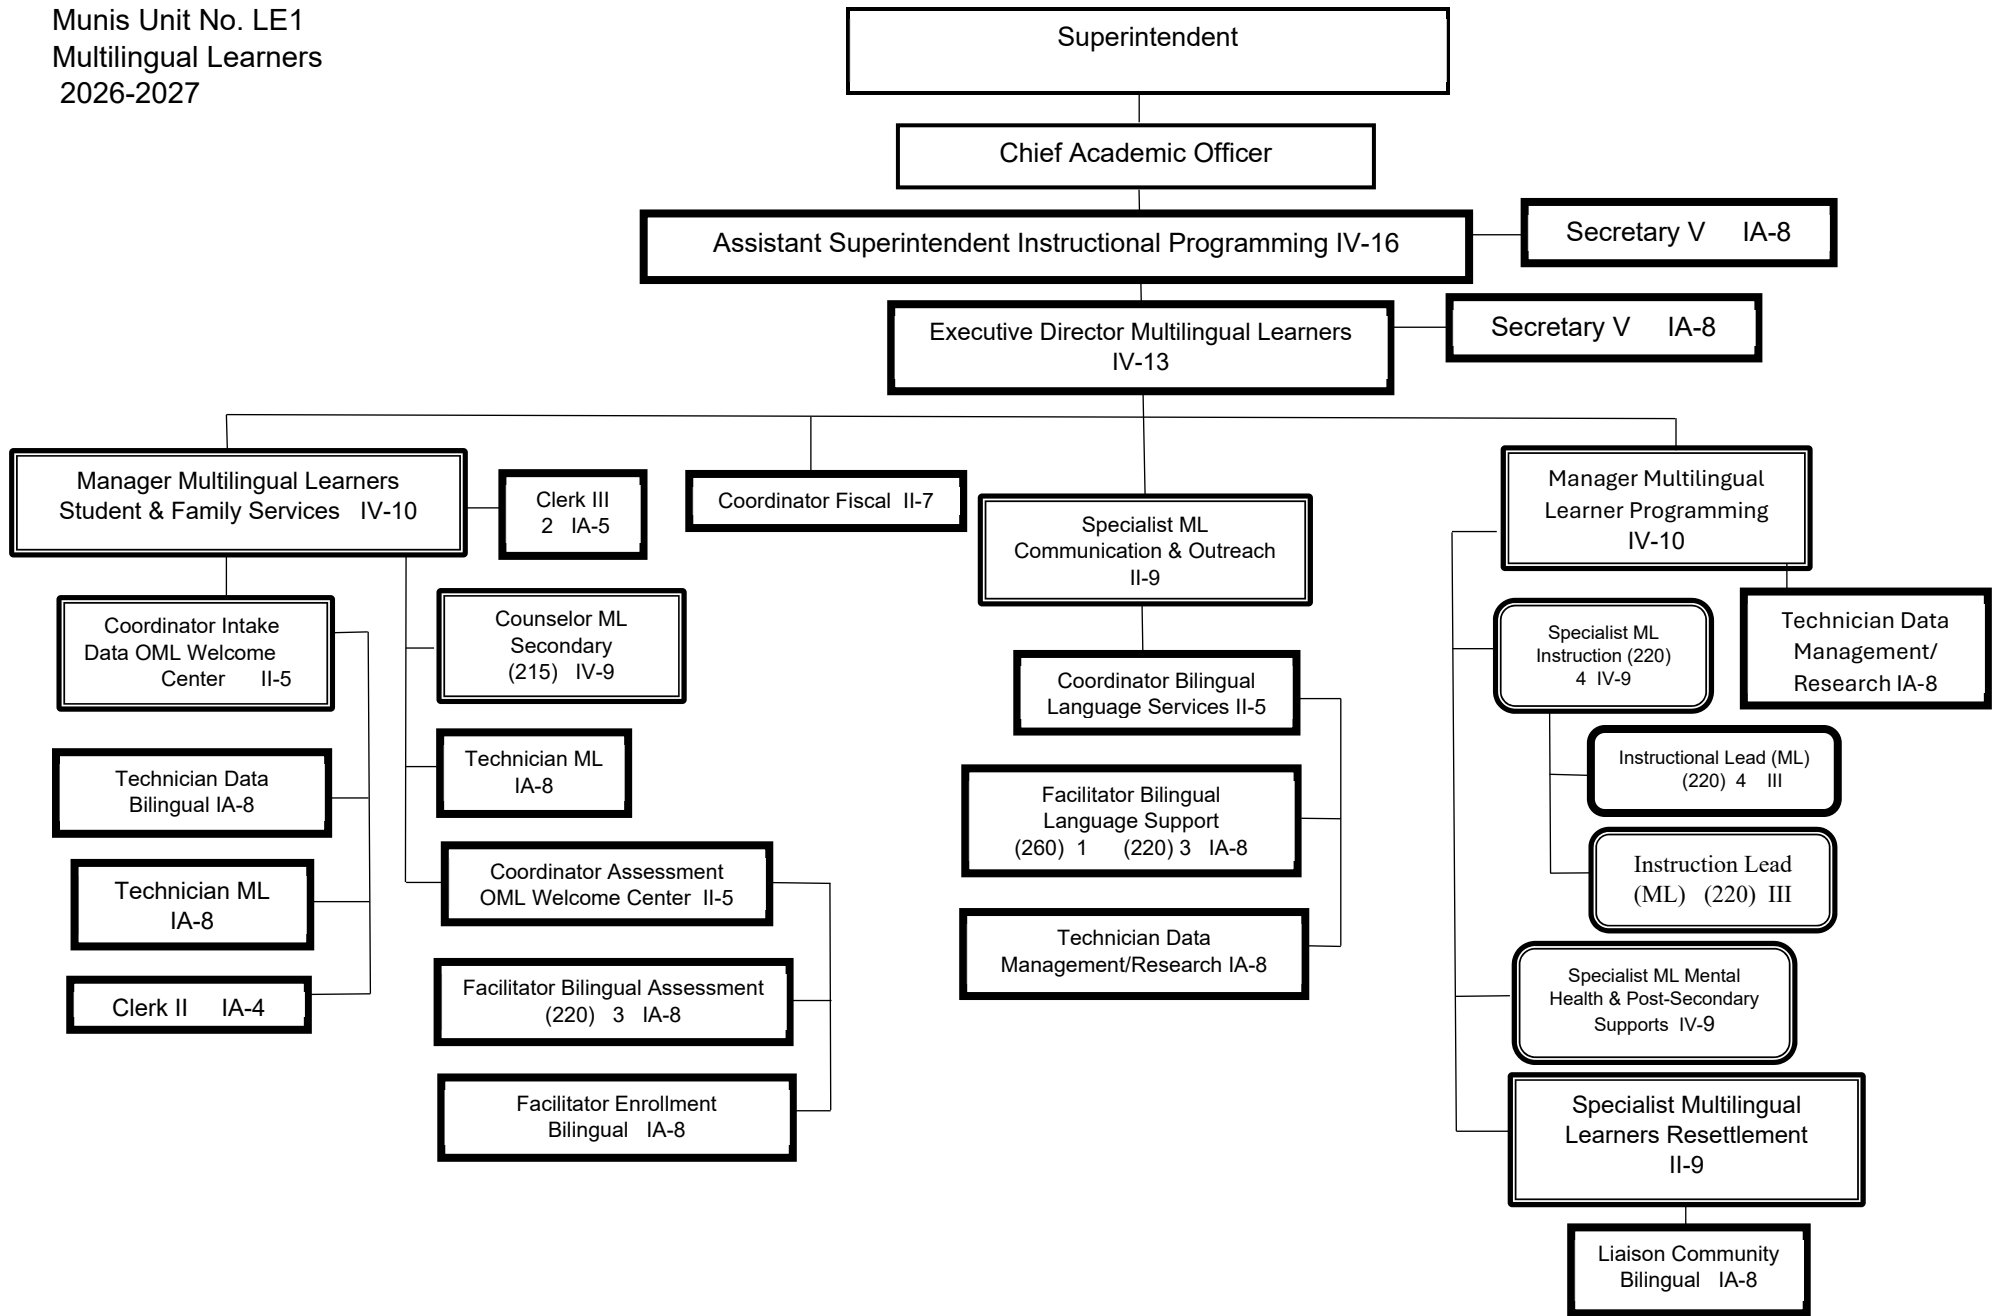 Munis Unit No. LE1
Multilingual Learners
2026-2027
Superintendent
Chief Academic Officer
Assistant Superintendent Instructional Programming IV-16
Secretary V IA-8
Executive Director Multilingual Learners
IV-13
Secretary V IA-8
Manager Multilingual Learners
Student & Family Services IV-10
Clerk III
2 IA-5
Coordinator Intake
Data OML Welcome
Center II-5
Technician Data
Bilingual IA-8
Technician ML
IA-8
Clerk II IA-4
Counselor ML
Secondary
(215) IV-9
Technician ML
IA-8
Coordinator Assessment
OML Welcome Center II-5
Facilitator Bilingual Assessment
(220) 3 IA-8
Facilitator Enrollment
Bilingual IA-8
Coordinator Fiscal II-7
Specialist ML
Communication & Outreach
II-9
Coordinator Bilingual
Language Services II-5
Facilitator Bilingual
Language Support
(260) 1 (220) 3 IA-8
Technician Data
Management/Research IA-8
Manager Multilingual
Learner Programming
IV-10
Technician Data
Management/
Research IA-8
Specialist ML
Instruction (220)
4 IV-9
Instructional Lead (ML)
(220) 4 III
Instruction Lead
(ML) (220) III
Specialist ML Mental
Health & Post-Secondary
Supports IV-9
Specialist Multilingual
Learners Resettlement
II-9
Liaison Community
Bilingual IA-8